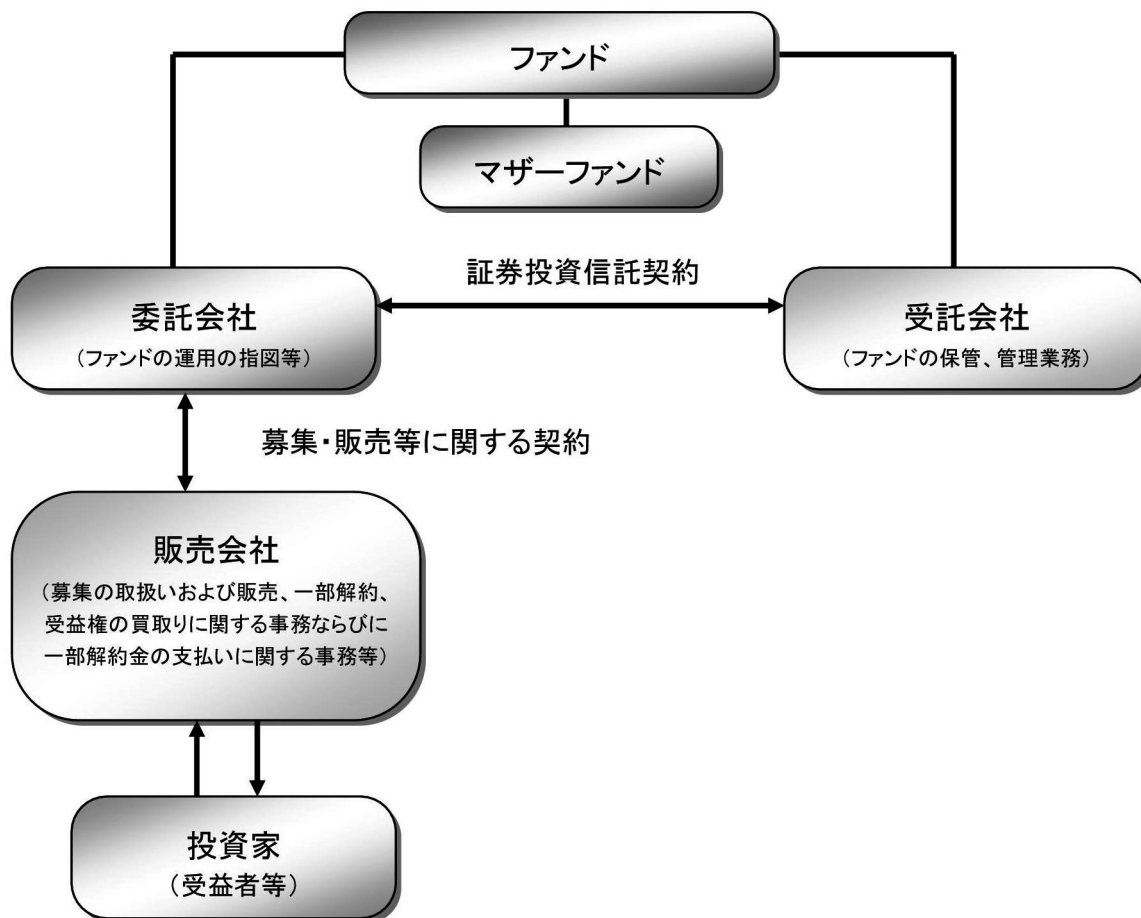 ファンド
マザーファンド
証券投資信託契約
委託会社
(ファンドの運用の指図等)
受託会社
(ファンドの保管、管理業務)
募集・販売等に関する契約
販売会社
(募集の取扱いおよび販売、一部解約、
受益権の買取りに関する事務ならびに
一部解約金の支払いに関する事務等)
投資家
(受益者等)